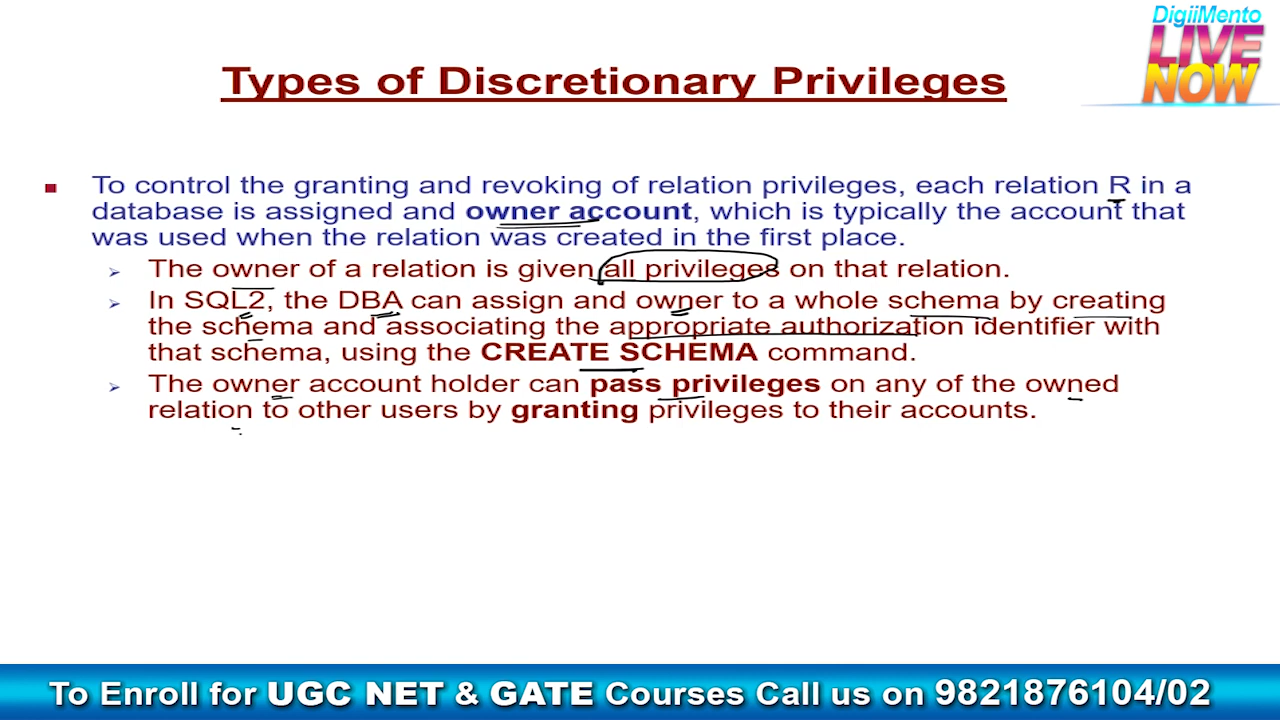 DigiiMento
LIVE
NOW
Types of Discretionary Privileges
To control the granting and revoking of relation privileges, each relation R in a
database is assigned and owner account, which is typically the account that
was used when the relation was created in the first place.
The owner of a relation is given all privileges on that relation.
In SQL2, the DBA can assign and owner to a whole schema by creating
the schema and associating the appropriate authorization identifier with
that schema, using the CREATE SCHEMA command.
The owner account holder can pass privileges on any of the owned
relation to other users by granting privileges to their accounts.
To Enroll for UGC NET & GATE Courses Call us on 9821876104/02